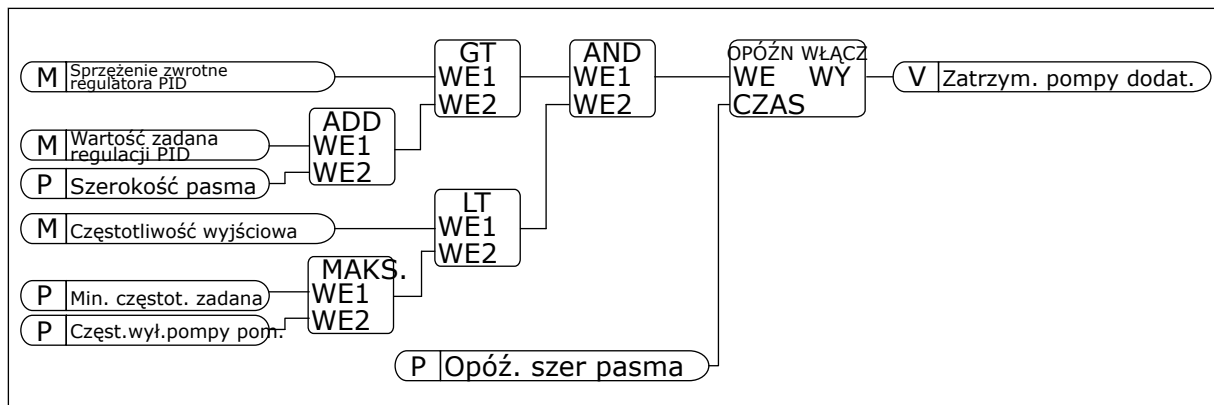 GT
WE1
WE2
AND
WE1
WE2
OPÓŹN WŁĄCZ
WE WY
CZAS
M Sprzężenie zwrotne
regulatora PID
V Zatrzym. pompy dodat.
ADD
WE1
WE2
M Wartość zadana
regulacji PID
P Szerokość pasma
LT
WE1
WE2
M Częstotliwość wyjściowa
MAKS.
WE1
WE2
P Min. częstot. zadana
P Częst.wył.pompy pom.
P Opóź. szer pasma